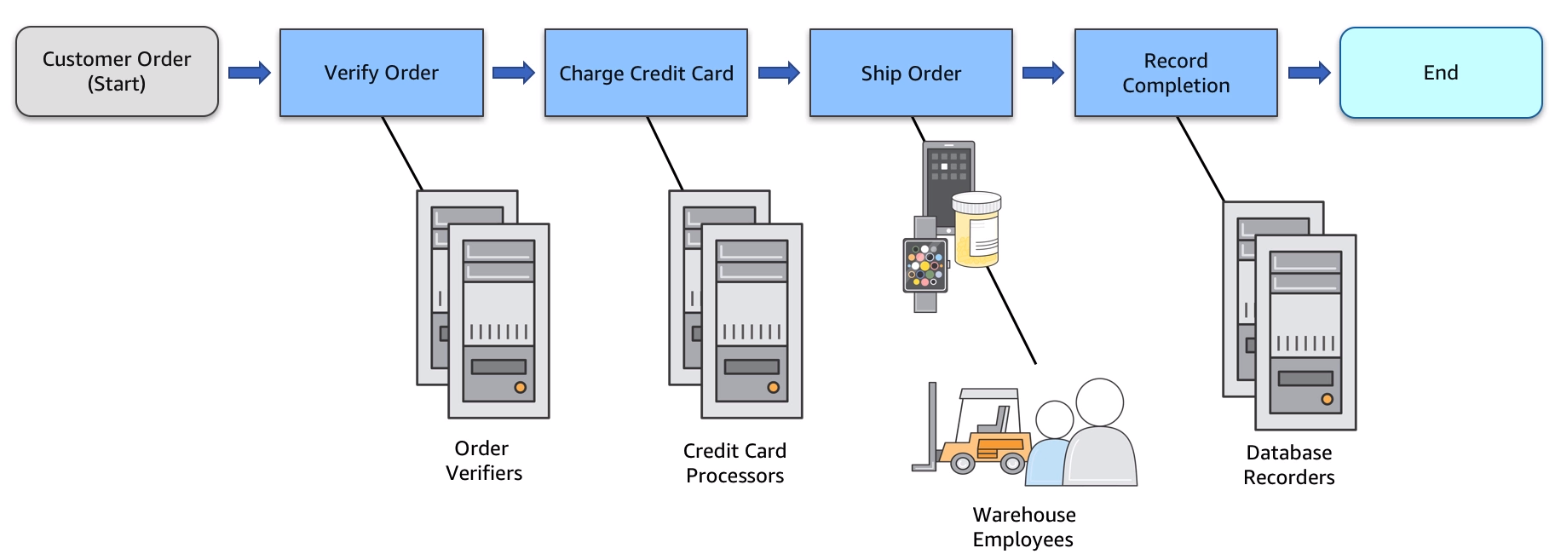 Customer Order
(Start)
Verify Order
Charge Credit Card
Ship Order
Record
Completion
End
Order
Verifiers
Credit Card
Processors
Warehouse
Employees
Database
Recorders